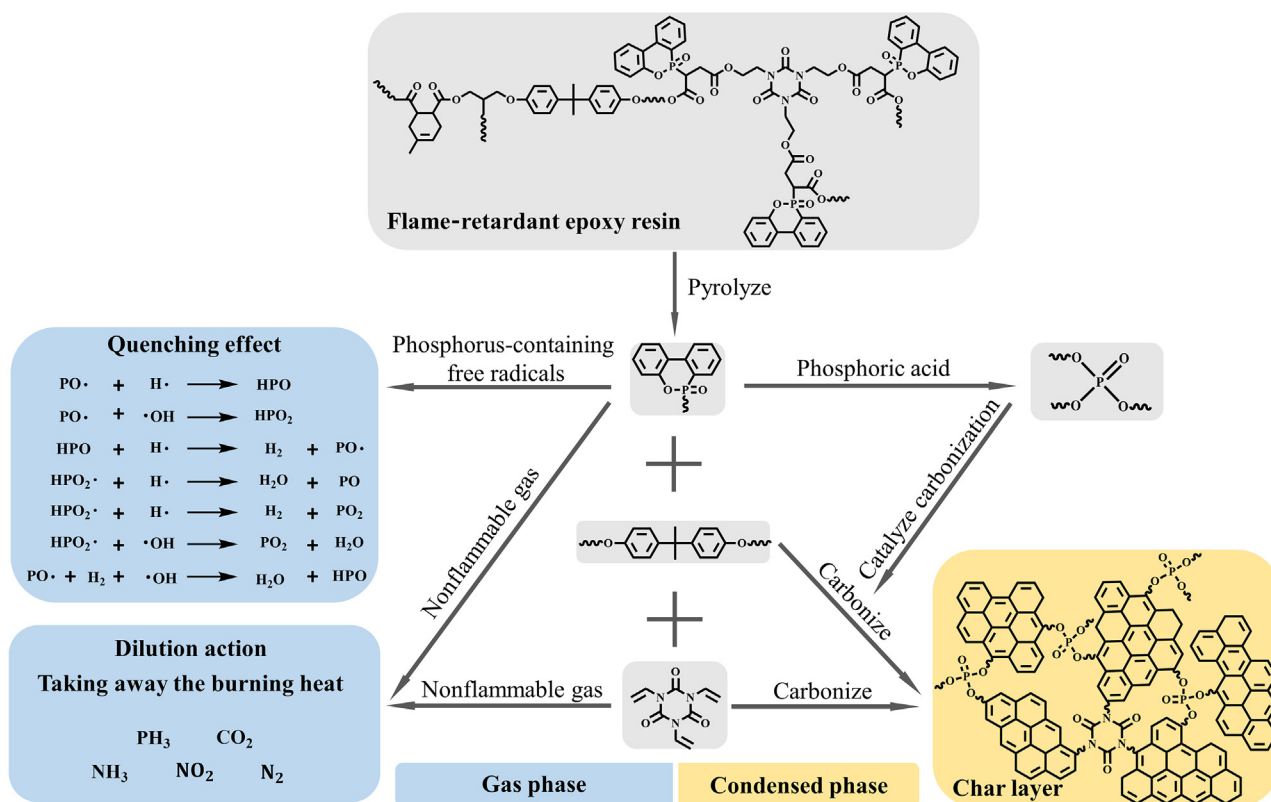 Flame-retardant epoxy resin
Pyrolyze
Quenching effect
PO· + H· → HPO
PO· + ·OH → HPO₂
HPO + H· → H₂ + PO·
HPO₂· + H· → H₂O + PO
HPO₂· + H· → H₂ + PO₂
HPO₂· + ·OH → PO₂ + H₂O
PO· + H₂ + ·OH → H₂O + HPO
Phosphorus-containing
free radicals
Phosphoric acid
Nonflammable gas
Catalyze carbonization
Carbonize
Dilution action
Taking away the burning heat
PH₃ CO₂
NH₃ NO₂ N₂
Nonflammable gas
Carbonize
Gas phase
Condensed phase
Char layer